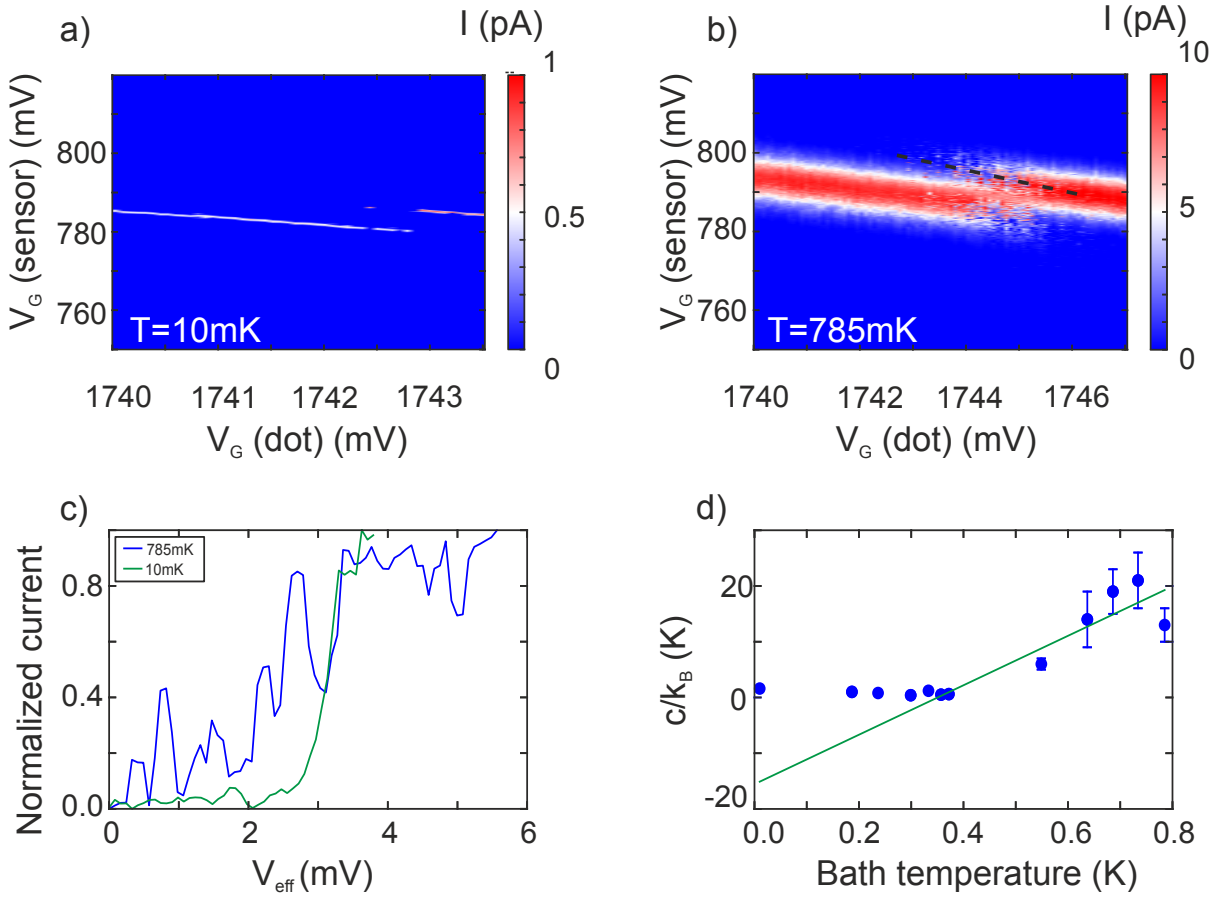 a)
I (pA)
1
0.5
0
V_G (sensor) (mV)
800
780
760
T=10mK
1740
1741
1742
1743
V_G (dot) (mV)
b)
I (pA)
10
5
0
V_G (sensor) (mV)
800
780
760
T=785mK
1740
1742
1744
1746
V_G (dot) (mV)
c)
Normalized current
0.8
0.4
0.0
785mK
10mK
0
2
4
6
V_eff (mV)
d)
c/k_B (K)
20
0
-20
0.0
0.2
0.4
0.6
0.8
Bath temperature (K)